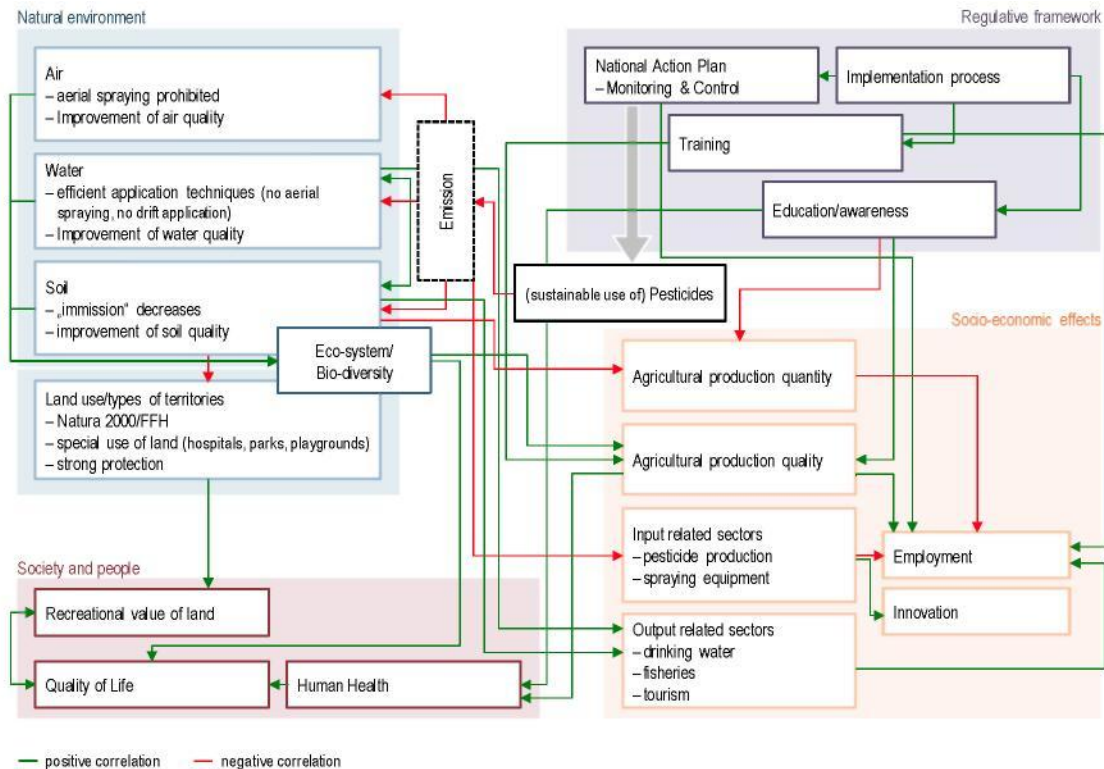 Natural environment
Regulative framework
Air
– aerial spraying prohibited
– Improvement of air quality
National Action Plan
– Monitoring & Control
Implementation process
Training
Water
– efficient application techniques (no aerial
spraying, no drift application)
– Improvement of water quality
Emission
Education/awareness
Soil
– „immission“ decreases
– improvement of soil quality
(sustainable use of) Pesticides
Socio-economic effects
Eco-system/
Bio-diversity
Agricultural production quantity
Land use/types of territories
– Natura 2000/FFH
– special use of land (hospitals, parks, playgrounds)
– strong protection
Agricultural production quality
Input related sectors
– pesticide production
– spraying equipment
Employment
Society and people
Recreational value of land
Innovation
Output related sectors
– drinking water
– fisheries
– tourism
Quality of Life
Human Health
positive correlation
negative correlation